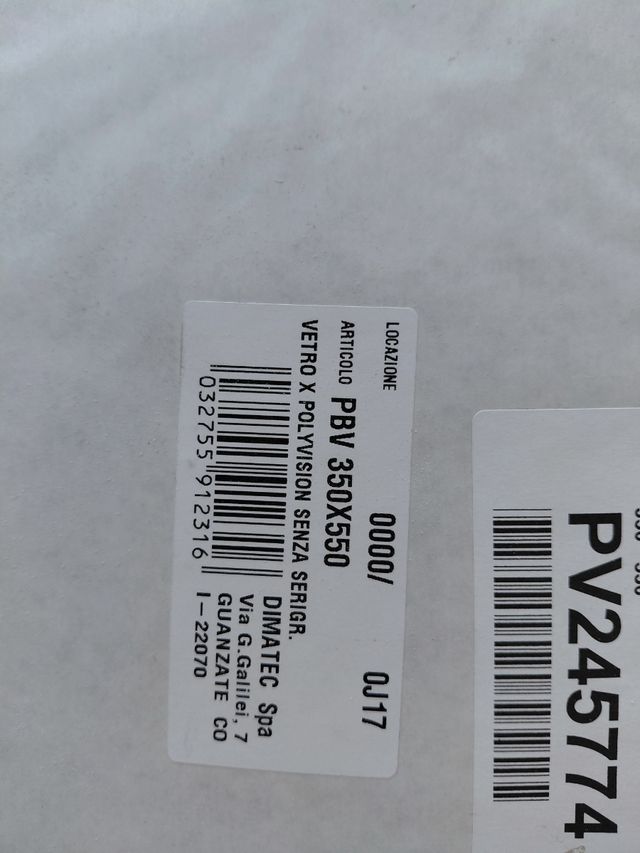 LOCAZIONE 0000/ 0J17
ARTICOLO PBV 350X550
VETRO X POLYVISION SENZA SERIGR.
032755 912316
DIMATEC Spa
Via G.Galilei, 7
GUANZATE CO
I-22070
PV245774